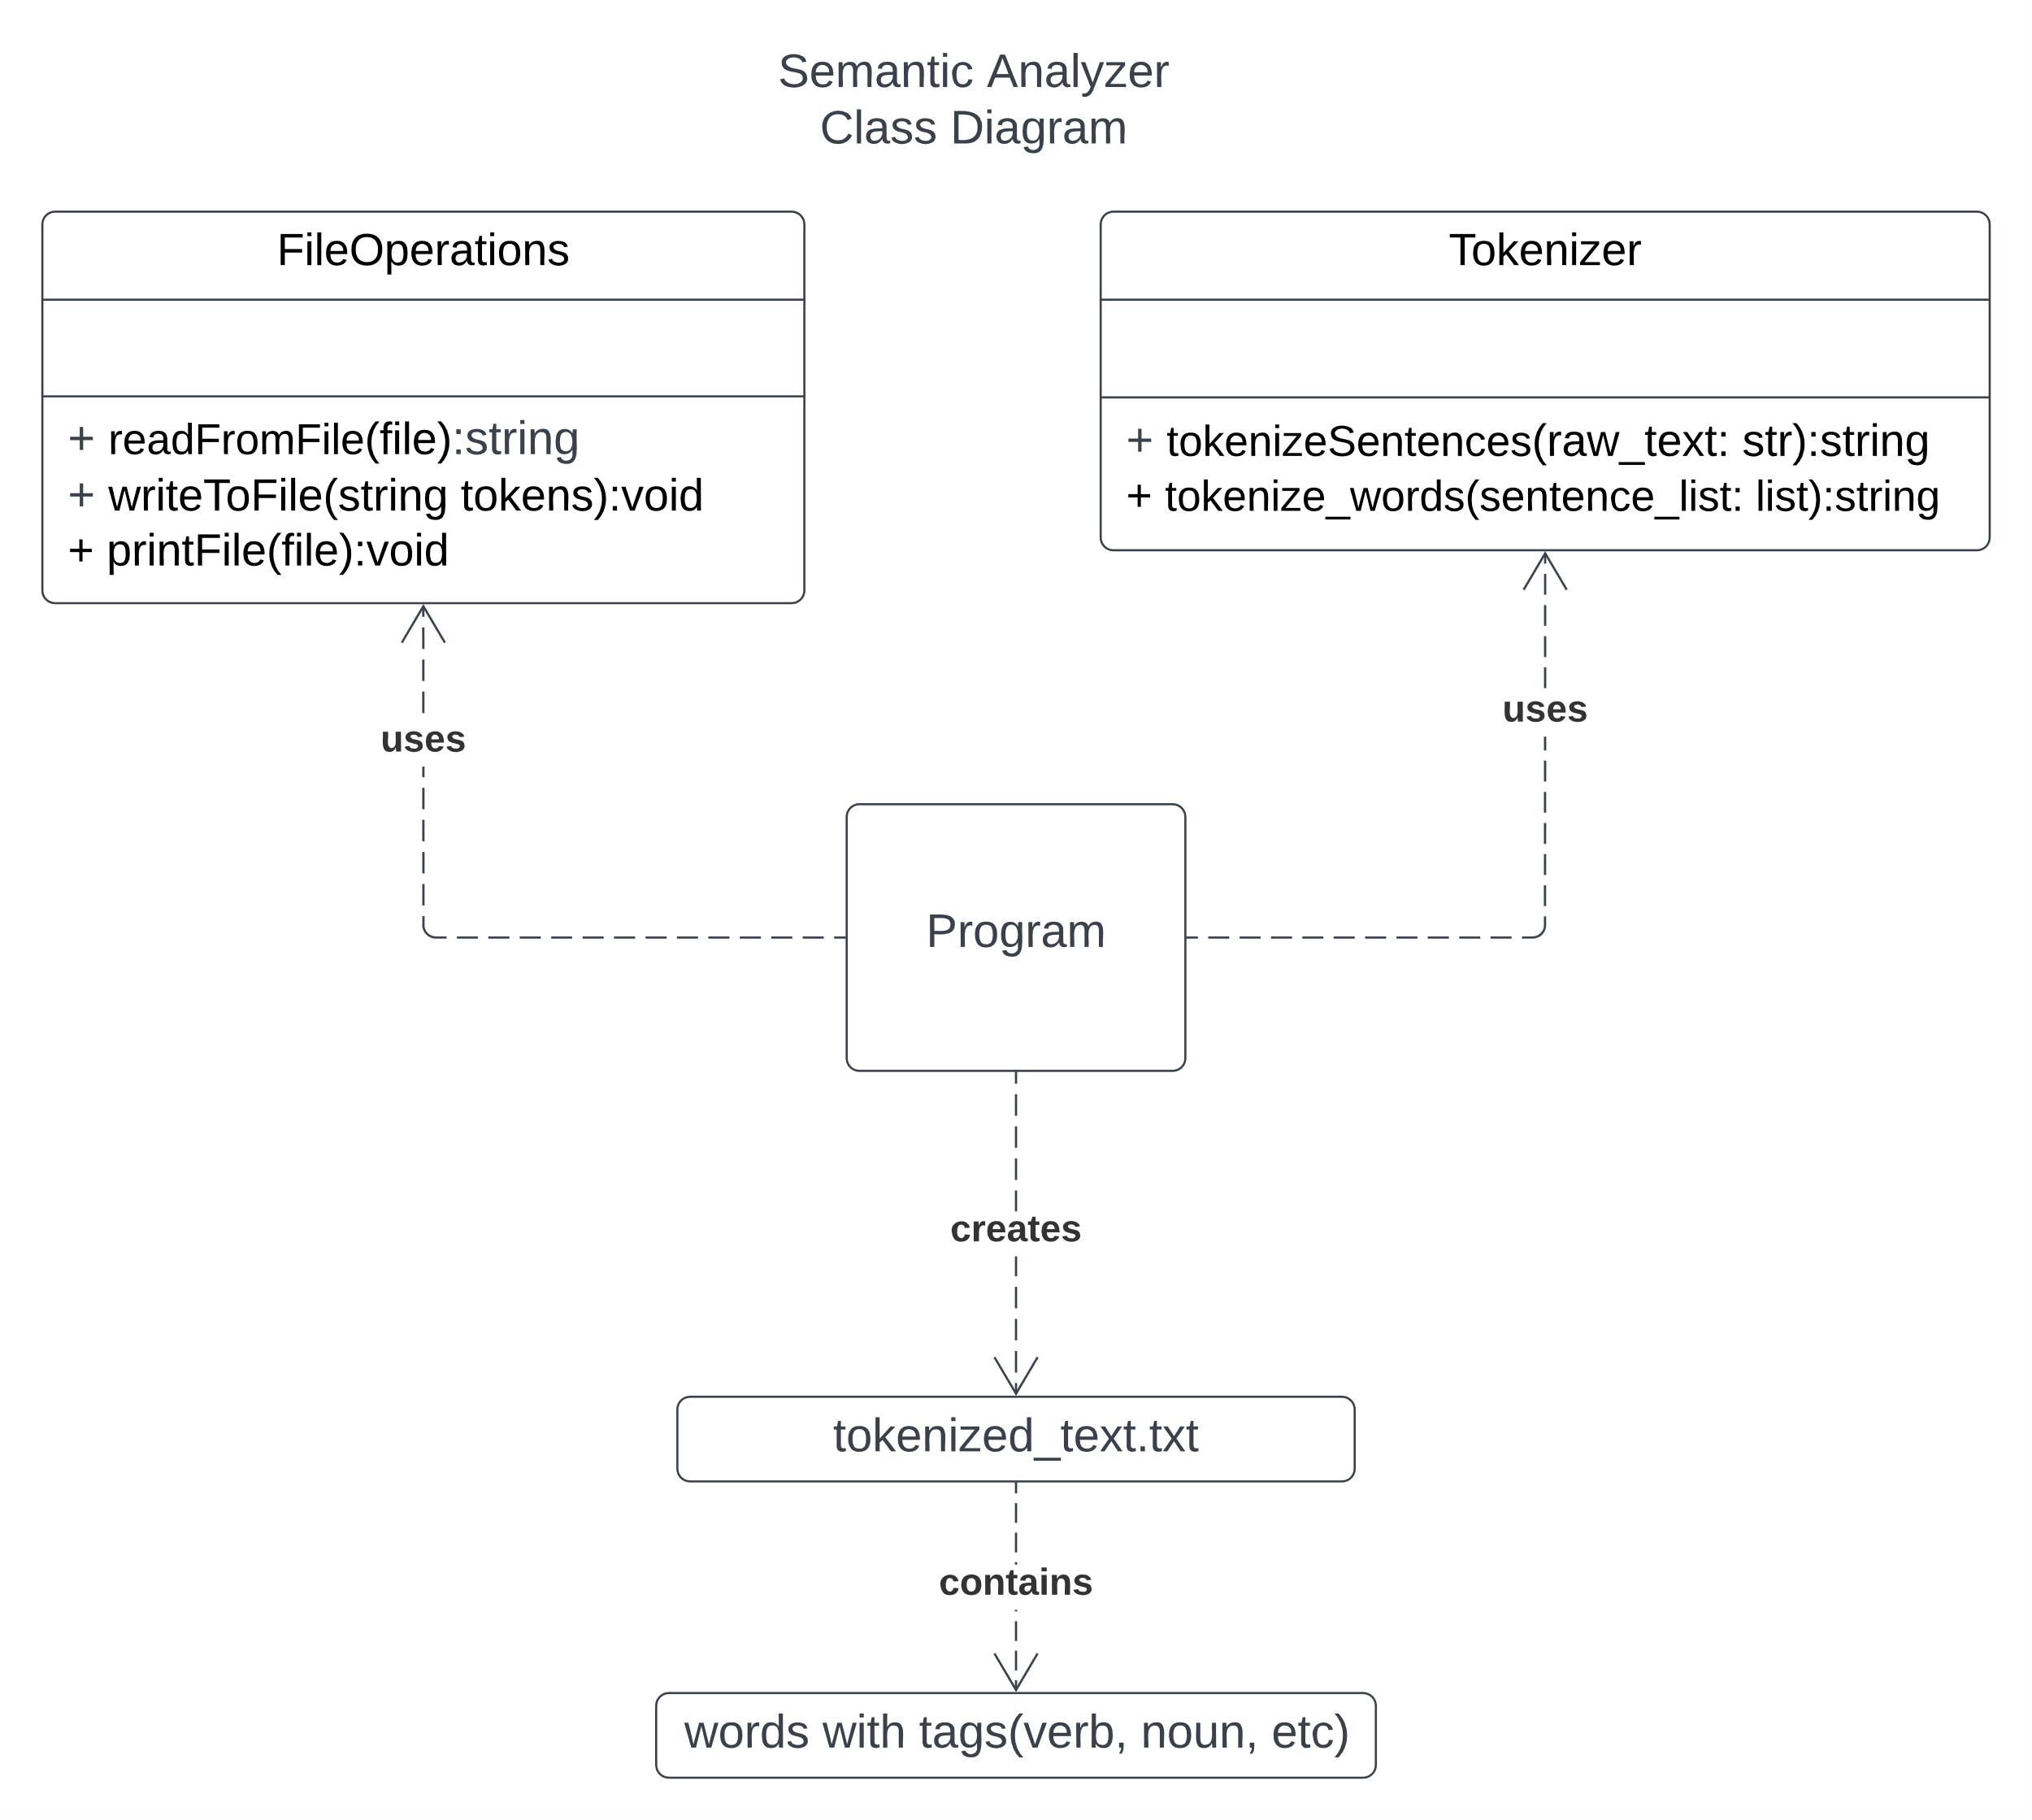 Semantic Analyzer
Class Diagram
FileOperations
+ readFromFile(file):string
+ writeToFile(string tokens):void
+ printFile(file):void
Tokenizer
+ tokenizeSentences(raw_text: str):string
+ tokenize_words(sentence_list: list):string
uses
uses
Program
creates
tokenized_text.txt
contains
words with tags(verb, noun, etc)